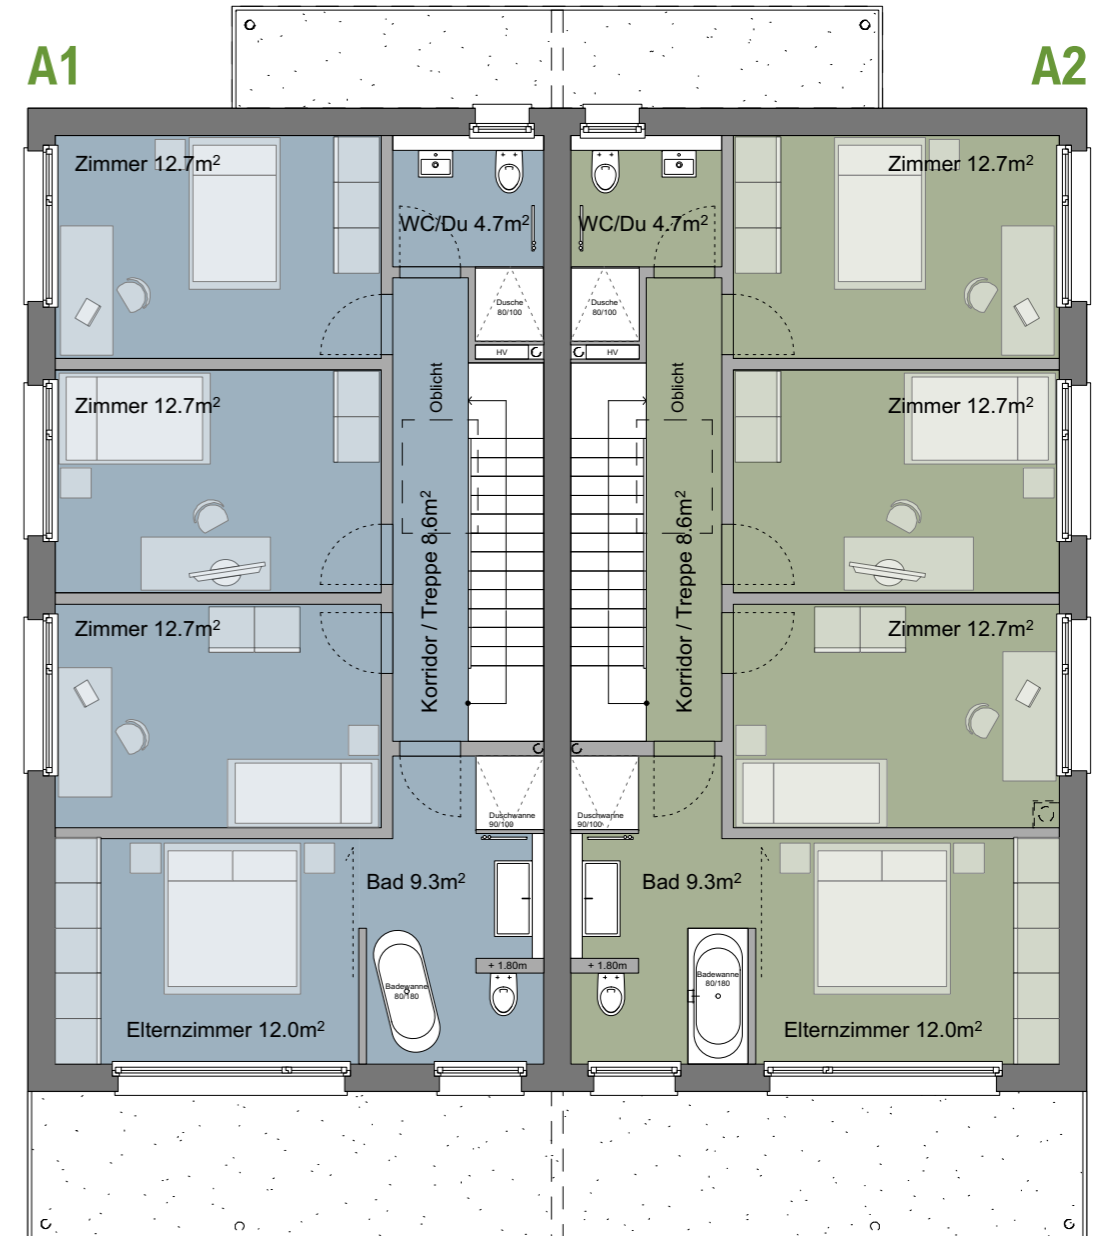 A1
A2
Zimmer 12.7m²
Zimmer 12.7m²
WC/Du 4.7m²
WC/Du 4.7m²
Dusche
80/100
Dusche
80/100
HV
HV
Oblicht
Oblicht
Zimmer 12.7m²
Zimmer 12.7m²
Korridor / Treppe 8.6m²
Korridor / Treppe 8.6m²
Zimmer 12.7m²
Zimmer 12.7m²
Duschwanne
90/100
Duschwanne
90/100
Bad 9.3m²
Bad 9.3m²
+ 1.80m
+ 1.80m
Badewanne
80/180
Badewanne
80/180
Elternzimmer 12.0m²
Elternzimmer 12.0m²